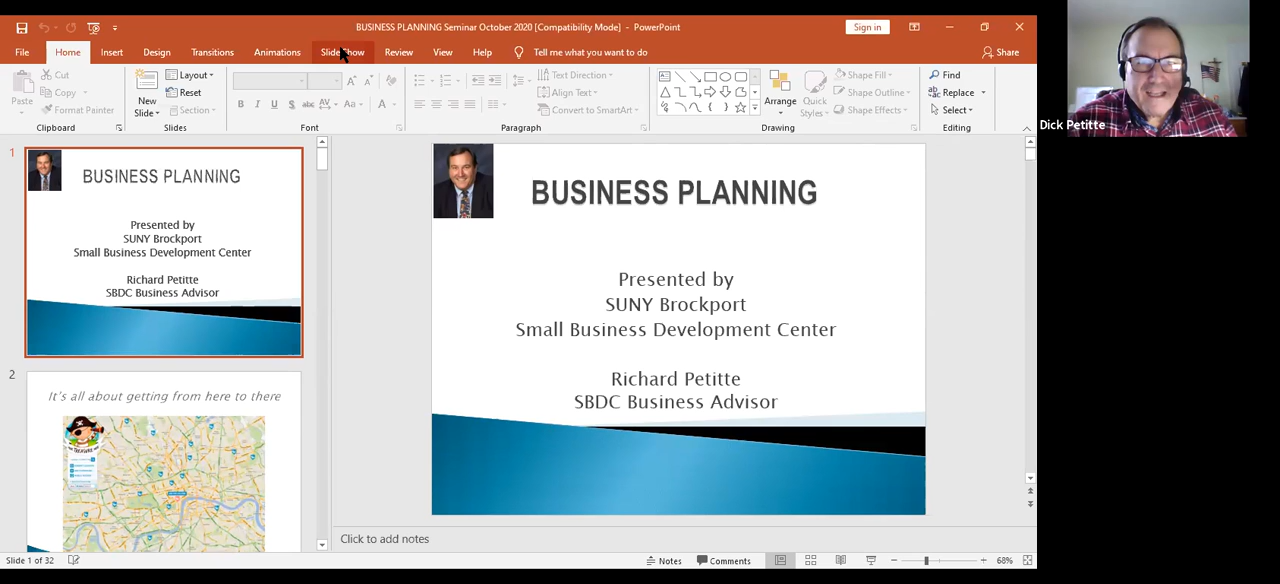 BUSINESS PLANNING Seminar October 2020 [Compatibility Mode] - PowerPoint
Sign in
File Home Insert Design Transitions Animations Slide Show Review View Help Tell me what you want to do Share
Paste
Cut
Copy
Format Painter
Clipboard
New Slide
Layout
Reset
Section
Slides
B I U S abc AV Aa A
Font
Text Direction
Align Text
Convert to SmartArt
Paragraph
Arrange
Quick Styles
Shape Fill
Shape Outline
Shape Effects
Drawing
Find
Replace
Select
Editing
Dick Petitte
1
BUSINESS PLANNING
Presented by
SUNY Brockport
Small Business Development Center
Richard Petitte
SBDC Business Advisor
2
It's all about getting from here to there
BUSINESS PLANNING
Presented by
SUNY Brockport
Small Business Development Center
Richard Petitte
SBDC Business Advisor
Click to add notes
Slide 1 of 32
Notes Comments 68%